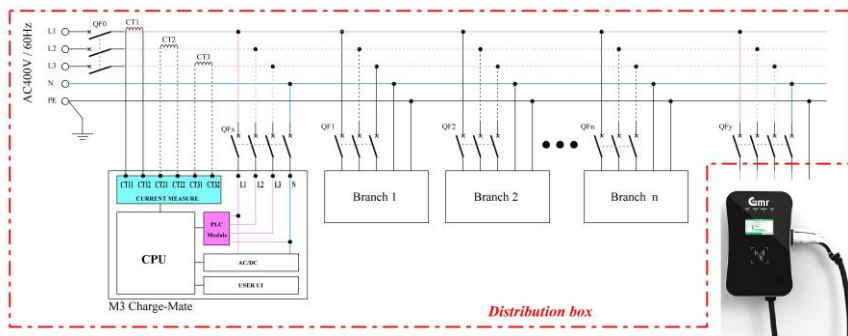 AC400V / 60Hz
L1
L2
L3
N
PE
QF0
CT1
CT2
CT3
QFx
QF1
QF2
QFn
QFy
CT11 CT12 CT21 CT22 CT31 CT32
L1 L2 L3 N
CURRENT MEASURE
PLC
Module
CPU
AC/DC
USER UI
M3 Charge-Mate
Branch 1
Branch 2
Branch n
Distribution box
amr